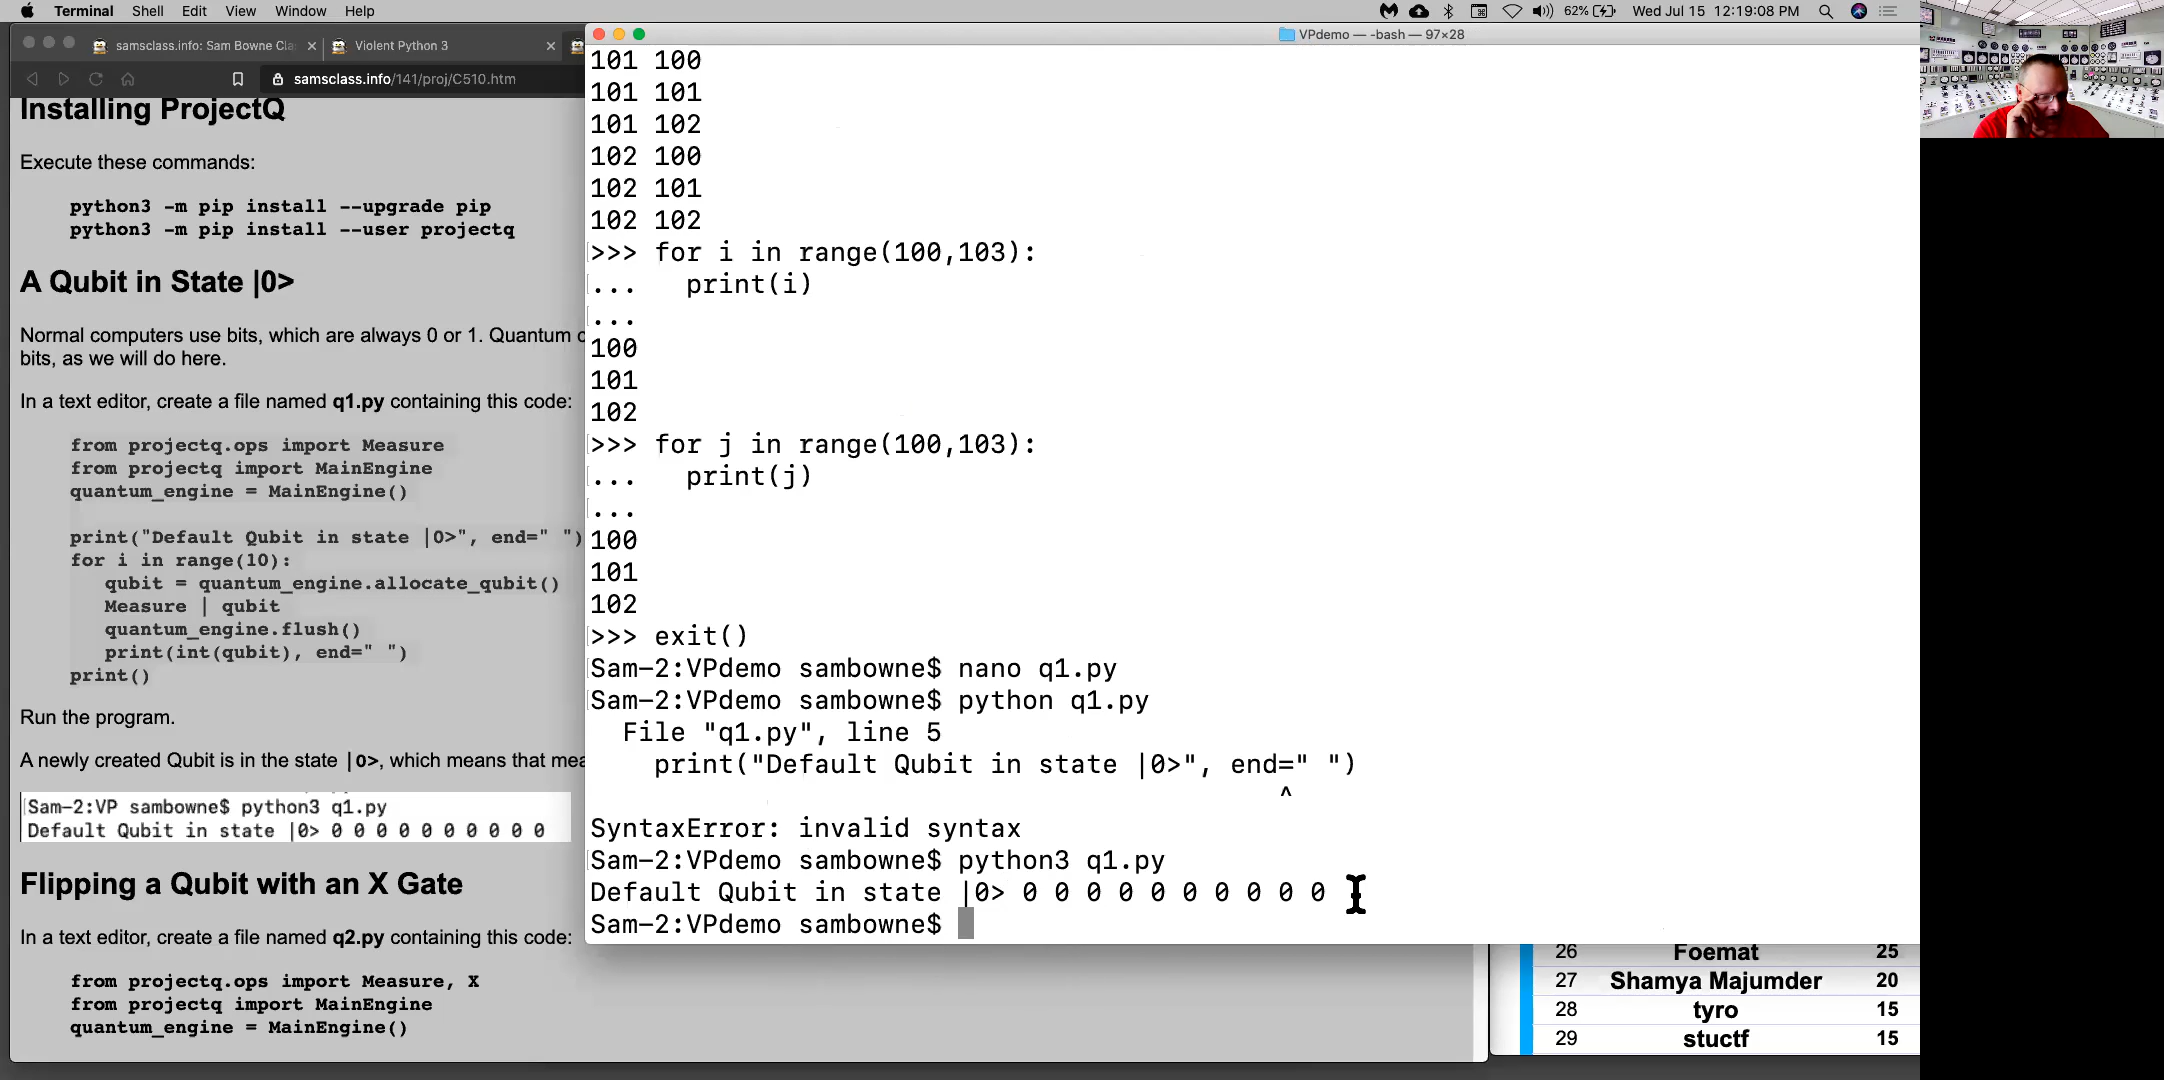 Terminal Shell Edit View Window Help 62% Wed Jul 15 12:19:08 PM
samsclass.info: Sam Bowne Cla
Violent Python 3
samsclass.info/141/proj/C510.htm
Installing ProjectQ
Execute these commands:
python3 -m pip install --upgrade pip
python3 -m pip install --user projectq
A Qubit in State |0>
Normal computers use bits, which are always 0 or 1. Quantum c
bits, as we will do here.
In a text editor, create a file named q1.py containing this code:
from projectq.ops import Measure
from projectq import MainEngine
quantum_engine = MainEngine()
print("Default Qubit in state |0>", end=" ")
for i in range(10):
qubit = quantum_engine.allocate_qubit()
Measure | qubit
quantum_engine.flush()
print(int(qubit), end=" ")
print()
Run the program.
A newly created Qubit is in the state |0>, which means that mea
Sam-2:VP sambowne$ python3 q1.py
Default Qubit in state |0> 0 0 0 0 0 0 0 0 0 0
Flipping a Qubit with an X Gate
In a text editor, create a file named q2.py containing this code:
from projectq.ops import Measure, X
from projectq import MainEngine
quantum_engine = MainEngine()
VPdemo — -bash — 97×28
101 100
101 101
101 102
102 100
102 101
102 102
>>> for i in range(100,103):
...   print(i)
...
100
101
102
>>> for j in range(100,103):
...   print(j)
...
100
101
102
>>> exit()
Sam-2:VPdemo sambowne$ nano q1.py
Sam-2:VPdemo sambowne$ python q1.py
File "q1.py", line 5
print("Default Qubit in state |0>", end=" ")
^
SyntaxError: invalid syntax
Sam-2:VPdemo sambowne$ python3 q1.py
Default Qubit in state |0> 0 0 0 0 0 0 0 0 0 0
Sam-2:VPdemo sambowne$
26 Foemat 25
27 Shamya Majumder 20
28 tyro 15
29 stuctf 15